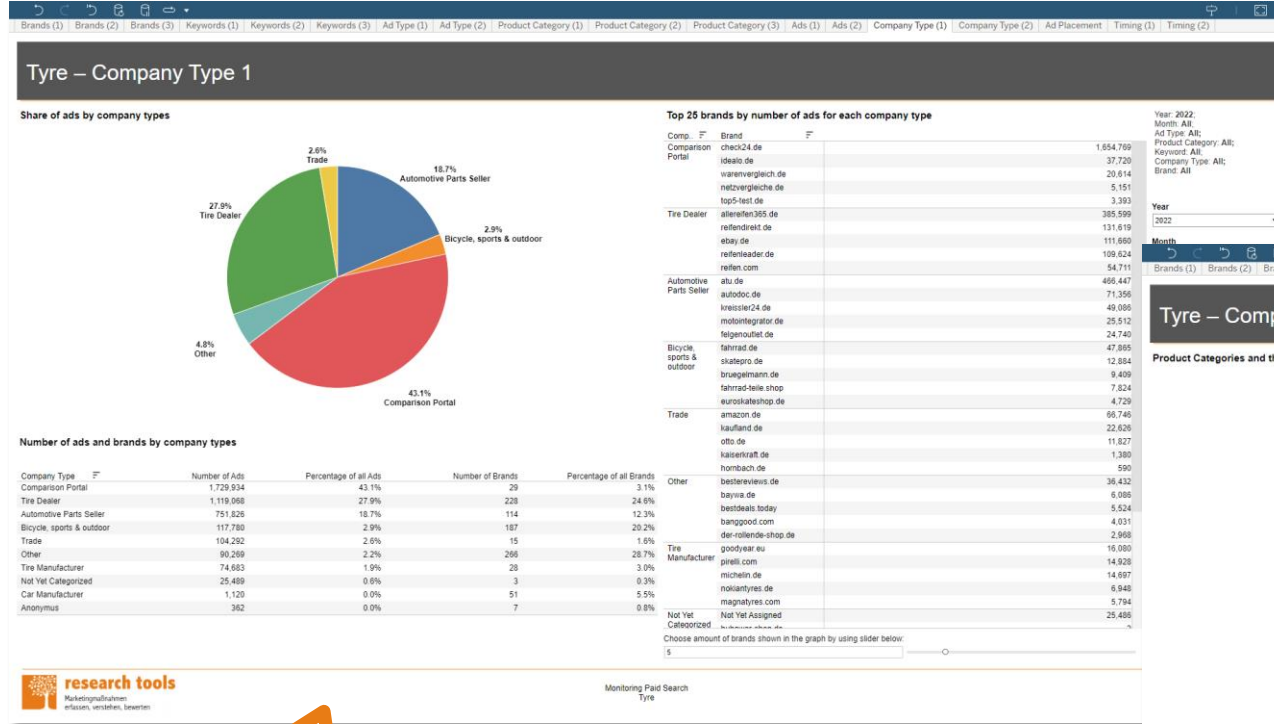 Brands (1) Brands (2) Brands (3) Keywords (1) Keywords (2) Keywords (3) Ad Type (1) Ad Type (2) Product Category (1) Product Category (2) Product Category (3) Ads (1) Ads (2) Company Type (1) Company Type (2) Ad Placement Timing (1) Timing (2)
Tyre – Company Type 1
Share of ads by company types
2.6%
Trade
18.7%
Automotive Parts Seller
27.9%
Tire Dealer
2.9%
Bicycle, sports & outdoor
4.8%
Other
43.1%
Comparison Portal
Number of ads and brands by company types
Company Type Number of Ads Percentage of all Ads Number of Brands Percentage of all Brands
Comparison Portal 1,729,934 43.1% 29 3.1%
Tire Dealer 1,119,068 27.9% 228 24.6%
Automotive Parts Seller 751,826 18.7% 114 12.3%
Bicycle, sports & outdoor 117,780 2.9% 187 20.2%
Trade 104,292 2.6% 15 1.6%
Other 90,269 2.2% 266 28.7%
Tire Manufacturer 74,683 1.9% 28 3.0%
Not Yet Categorized 25,489 0.6% 3 0.3%
Car Manufacturer 1,120 0.0% 51 5.5%
Anonymus 362 0.0% 7 0.8%
Top 25 brands by number of ads for each company type
Comp.. Brand
Comparison check24.de 1,654,769
Portal idealo.de 37,720
warenvergleich.de 20,614
netzvergleiche.de 5,151
top5-test.de 3,393
Tire Dealer allereifen365.de 385,599
reifendirekt.de 131,619
ebay.de 111,660
reifenleader.de 109,624
reifen.com 54,711
Automotive atu.de 466,447
Parts Seller autodoc.de 71,356
kreissler24.de 49,086
motointegrator.de 25,512
felgenoutlet.de 24,740
Bicycle, fahrrad.de 47,865
sports & skatepro.de 12,884
outdoor bruegelmann.de 9,409
fahrrad-teile.shop 7,824
euroskateshop.de 4,729
Trade amazon.de 66,746
kaufland.de 22,626
otto.de 11,827
kaiserkraft.de 1,380
hornbach.de 590
Other bestereviews.de 36,432
baywa.de 6,086
bestdeals.today 5,524
banggood.com 4,031
der-rollende-shop.de 2,968
Tire goodyear.eu 16,080
Manufacturer pirelli.com 14,928
michelin.de 14,697
nokiantyres.de 6,948
magnatyres.com 5,794
Not Yet Not Yet Assigned 25,486
Categorized
Choose amount of brands shown in the graph by using slider below:
5
Year: 2022;
Month: All;
Ad Type: All;
Product Category: All;
Keyword: All;
Company Type: All;
Brand: All
Year
2022
Month
Brands (1) Brands (2) Bra
Tyre – Comp
Product Categories and th
research tools
Marketingmaßnahmen
erfassen, verstehen, bewerten
Monitoring Paid Search
Tyre